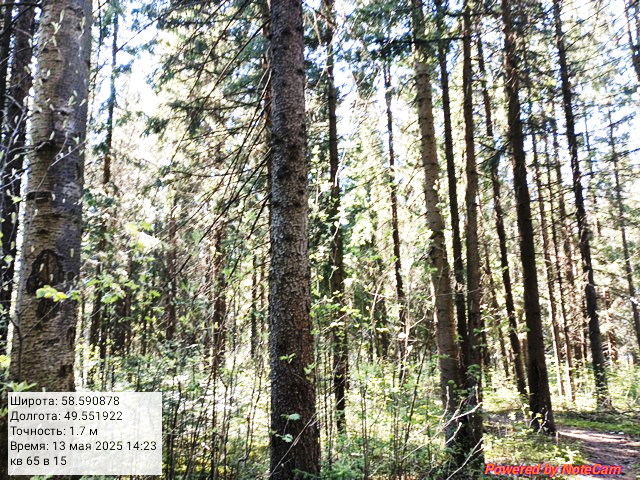 Широта: 58.590878
Долгота: 49.551922
Точность: 1.7 м
Время: 13 мая 2025 14:23
кв 65 в 15
Powered by NoteCam